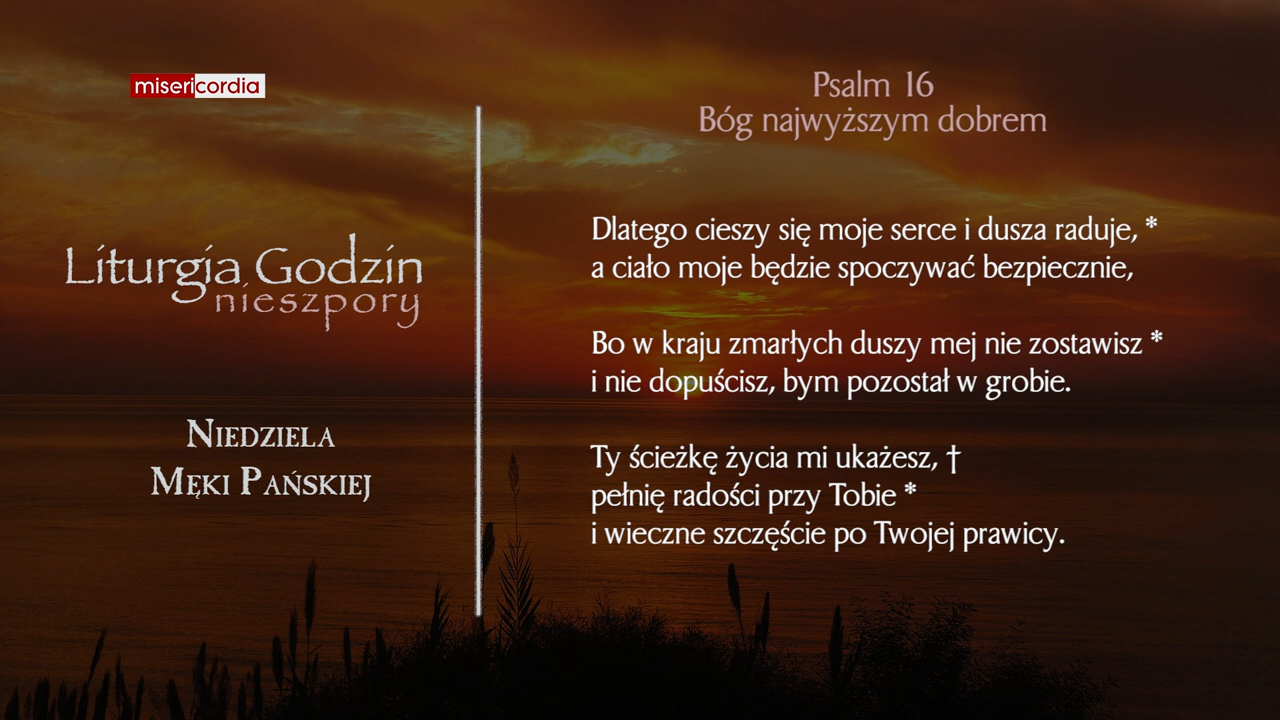 misericordia
Liturgia Godzin
nieszpory
Niedziela
Męki Pańskiej
Psalm 16
Bóg najwyższym dobrem
Dlatego cieszy się moje serce i dusza raduje, *
a ciało moje będzie spoczywać bezpiecznie,
Bo w kraju zmarłych duszy mej nie zostawisz *
i nie dopuścisz, bym pozostał w grobie.
Ty ścieżkę życia mi ukażesz, †
pełnię radości przy Tobie *
i wieczne szczęście po Twojej prawicy.